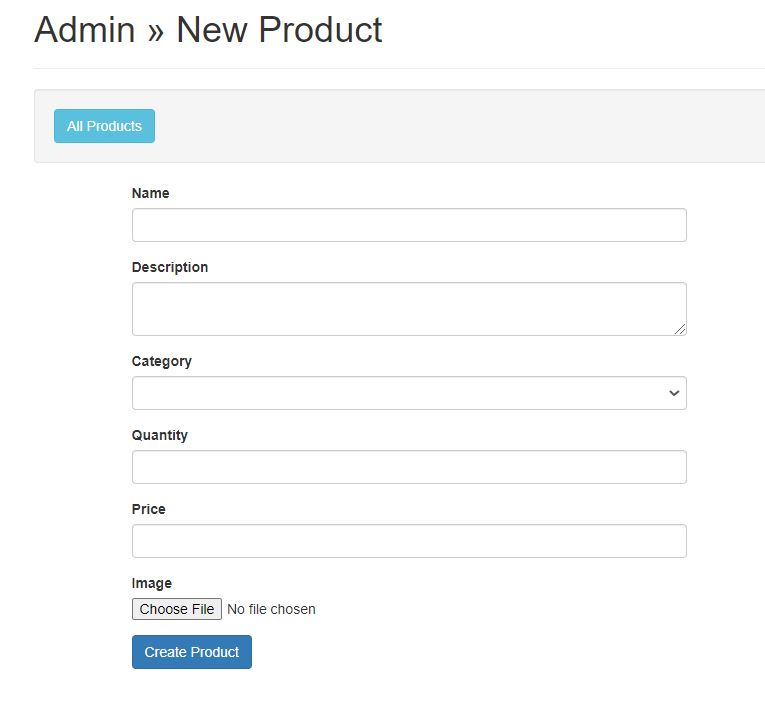 Admin » New Product
All Products
Name
Description
Category
Quantity
Price
Image
Choose File No file chosen
Create Product